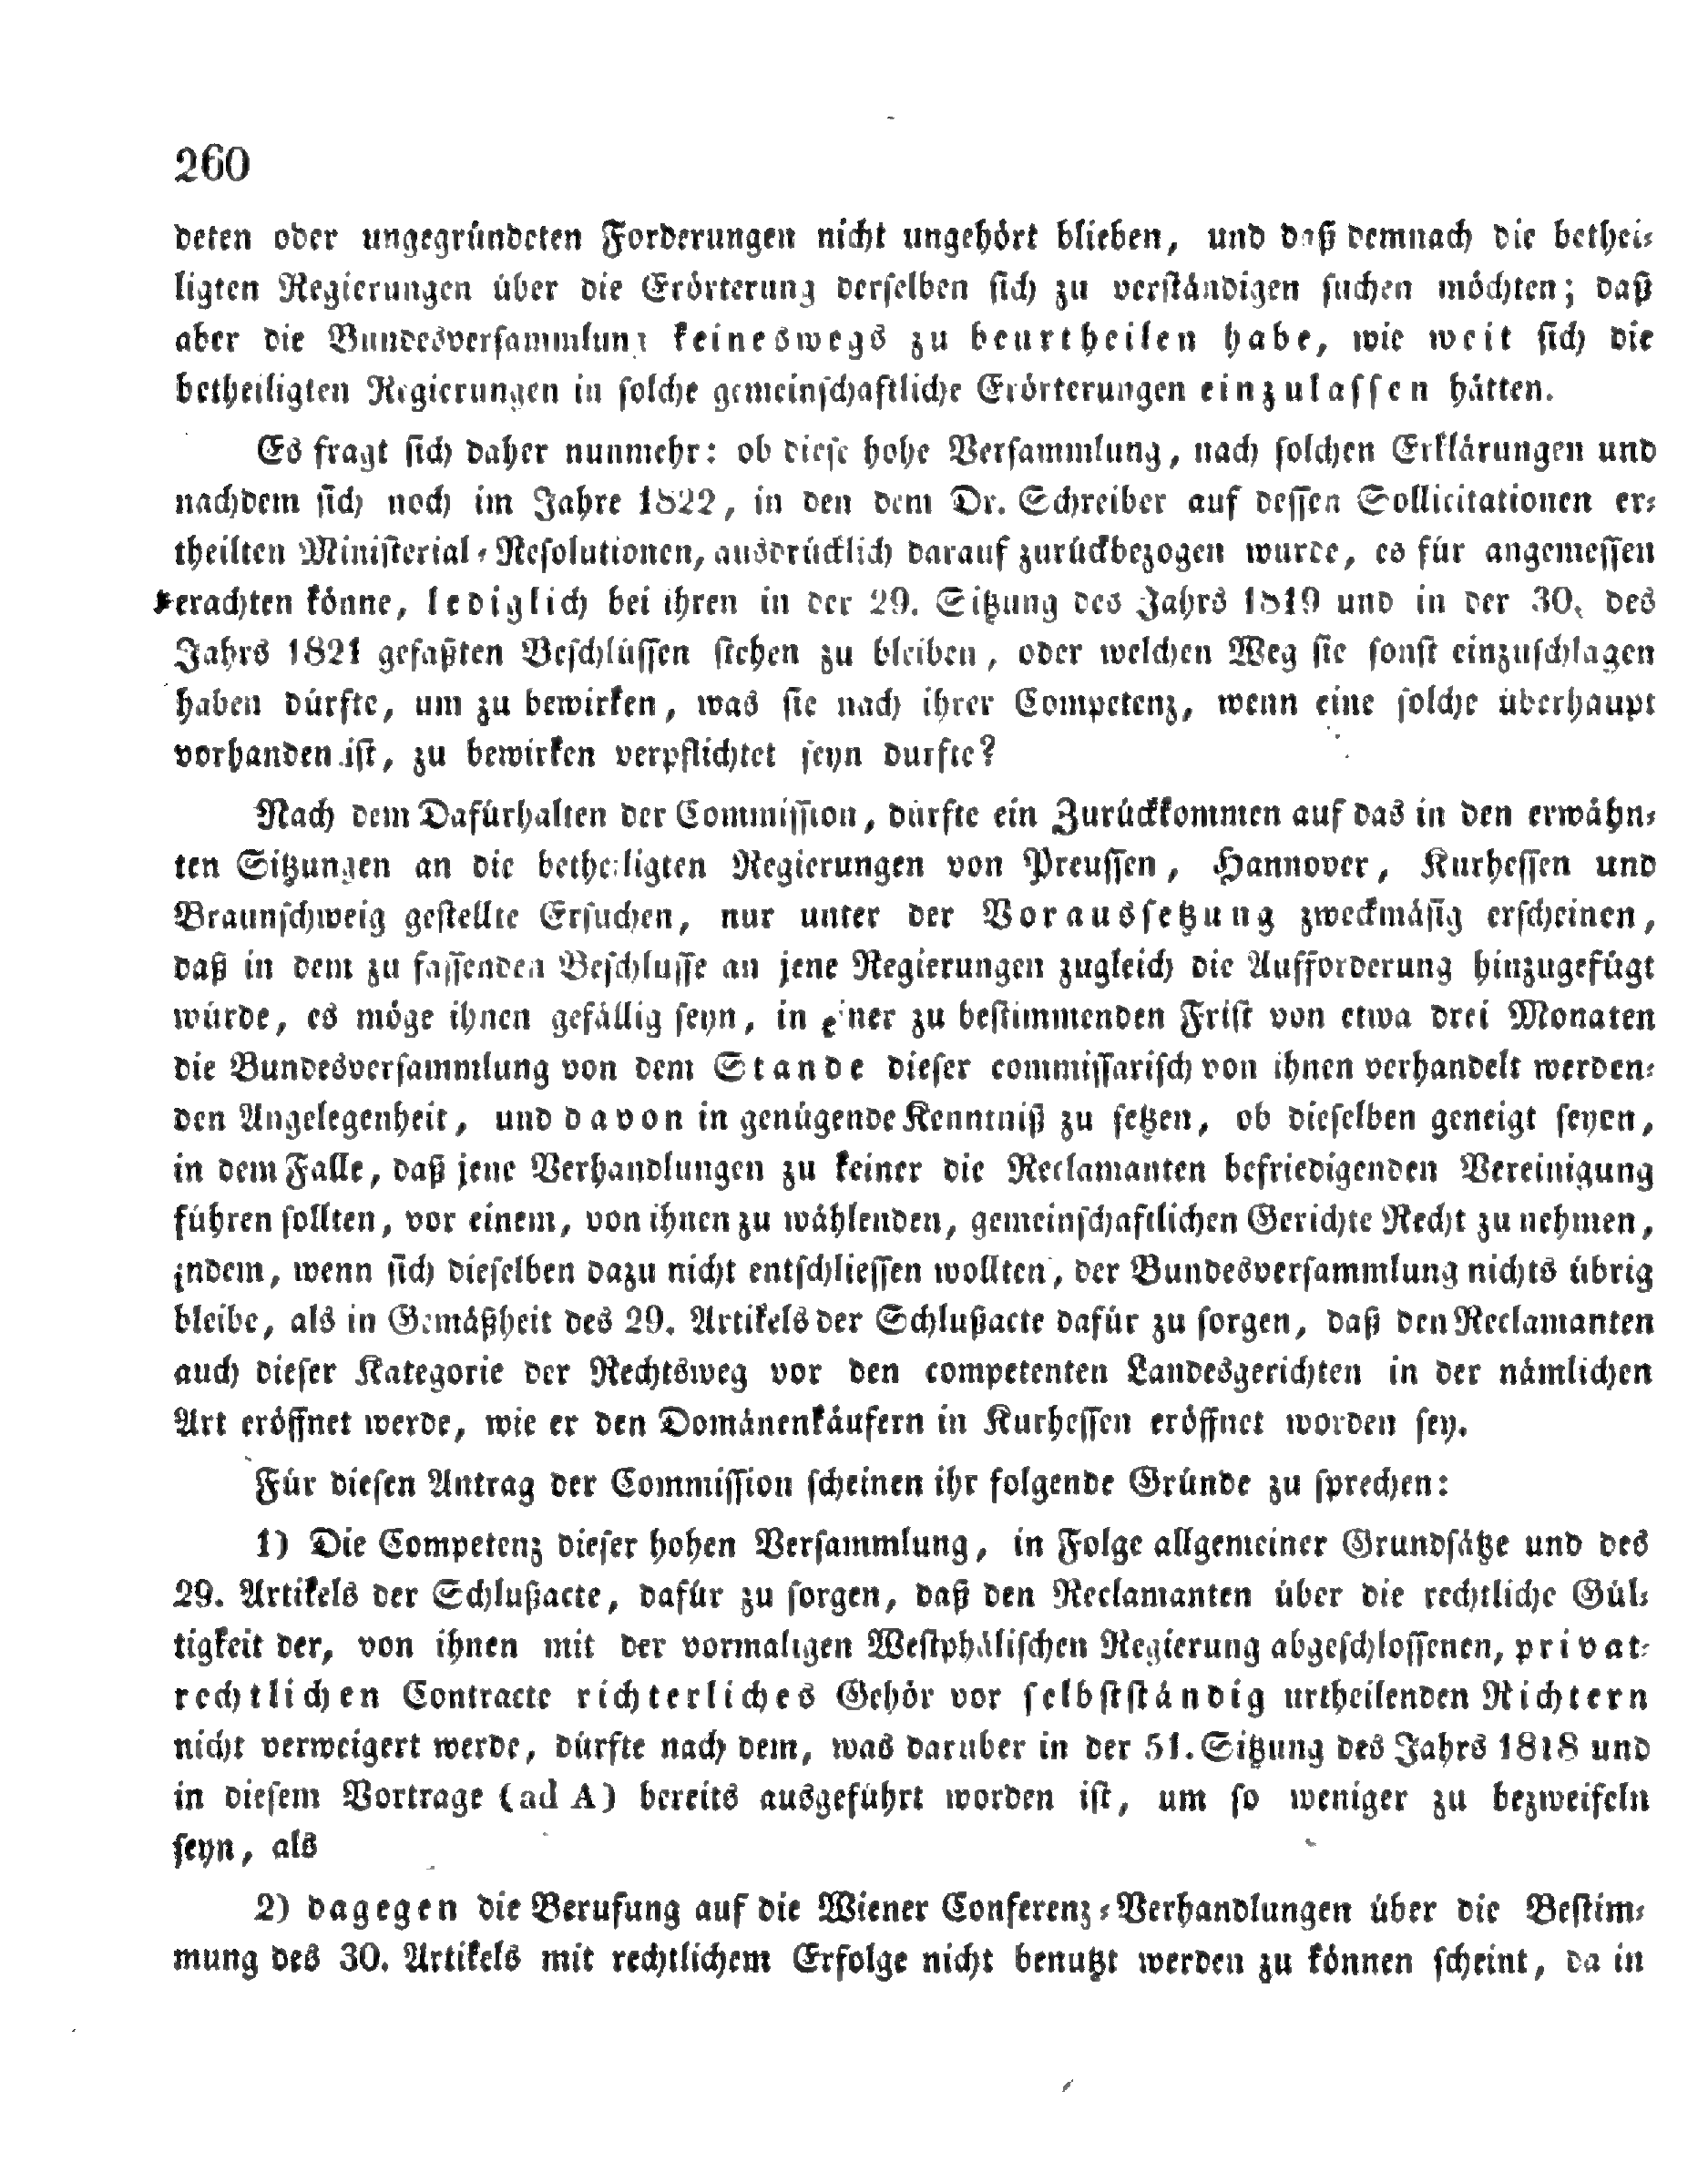 260
deten oder ungegründeten Forderungen nicht ungehört blieben, und daß demnach die bethei-
ligten Regierungen über die Erörterung derselben sich zu verständigen suchen möchten; daß
aber die Bundesversammlung keineswegs zu beurtheilen habe, wie weit sich die
betheiligten Regierungen in solche gemeinschaftliche Erörterungen einzulassen hätten.
Es fragt sich daher nunmehr: ob diese hohe Versammlung, nach solchen Erklärungen und
nachdem sich noch im Jahre 1822, in den dem Dr. Schreiber auf dessen Sollicitationen er-
theilten Ministerial-Resolutionen, ausdrücklich darauf zurückbezogen wurde, es für angemessen
erachten könne, lediglich bei ihren in der 29. Sitzung des Jahrs 1819 und in der 30. des
Jahrs 1821 gefaßten Beschlüssen stehen zu bleiben, oder welchen Weg sie sonst einzuschlagen
haben dürfte, um zu bewirken, was sie nach ihrer Competenz, wenn eine solche überhaupt
vorhanden ist, zu bewirken verpflichtet seyn durfte?
Nach dem Dafürhalten der Commission, dürfte ein Zurückkommen auf das in den erwähn-
ten Sitzungen an die betheiligten Regierungen von Preussen, Hannover, Kurhessen und
Braunschweig gestellte Ersuchen, nur unter der Voraussetzung zweckmäsig erscheinen,
daß in dem zu fassenden Beschlusse an jene Regierungen zugleich die Aufforderung hinzugefügt
würde, es möge ihnen gefällig seyn, in einer zu bestimmenden Frist von etwa drei Monaten
die Bundesversammlung von dem Stande dieser commissarisch von ihnen verhandelt werden-
den Angelegenheit, und davon in genügende Kenntniß zu setzen, ob dieselben geneigt seyen,
in dem Falle, daß jene Verhandlungen zu keiner die Reclamanten befriedigenden Vereinigung
führen sollten, vor einem, von ihnen zu wählenden, gemeinschaftlichen Gerichte Recht zu nehmen,
indem, wenn sich dieselben dazu nicht entschliessen wollten, der Bundesversammlung nichts übrig
bleibe, als in Gemäßheit des 29. Artikels der Schlußacte dafür zu sorgen, daß den Reclamanten
auch dieser Kategorie der Rechtsweg vor den competenten Landesgerichten in der nämlichen
Art eröffnet werde, wie er den Domänenkäufern in Kurhessen eröffnet worden sey.
Für diesen Antrag der Commission scheinen ihr folgende Gründe zu sprechen:
1) Die Competenz dieser hohen Versammlung, in Folge allgemeiner Grundsätze und des
29. Artikels der Schlußacte, dafür zu sorgen, daß den Reclamanten über die rechtliche Gül-
tigkeit der, von ihnen mit der vormaligen Westphälischen Regierung abgeschlossenen, privat-
rechtlichen Contracte richterliches Gehör vor selbstständig urtheilenden Richtern
nicht verweigert werde, dürfte nach dem, was daruber in der 51. Sitzung des Jahrs 1818 und
in diesem Vortrage (ad A) bereits ausgeführt worden ist, um so weniger zu bezweifeln
seyn, als
2) dagegen die Berufung auf die Wiener Conferenz-Verhandlungen über die Bestim-
mung des 30. Artikels mit rechtlichem Erfolge nicht benutzt werden zu können scheint, da in